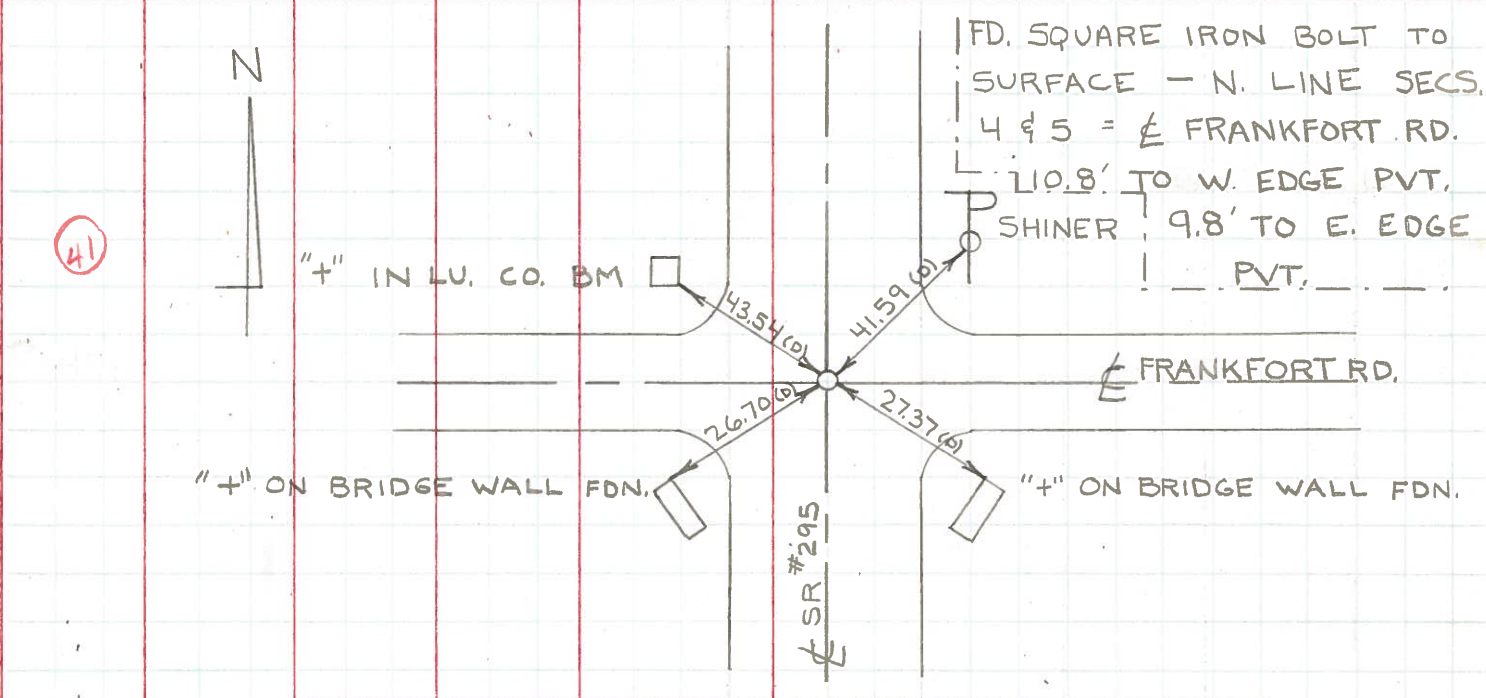 N
FD. SQUARE IRON BOLT TO
SURFACE — N. LINE SECS.
4 & 5 = ℄ FRANKFORT RD.
10.8' TO W. EDGE PVT.
SHINER 9.8' TO E. EDGE
PVT.
41
"+" IN LU. CO. BM
43.54 (D)
41.59 (D)
℄ FRANKFORT RD.
26.70 (D)
27.37 (D)
"+" ON BRIDGE WALL FDN.
"+" ON BRIDGE WALL FDN.
℄ SR #295